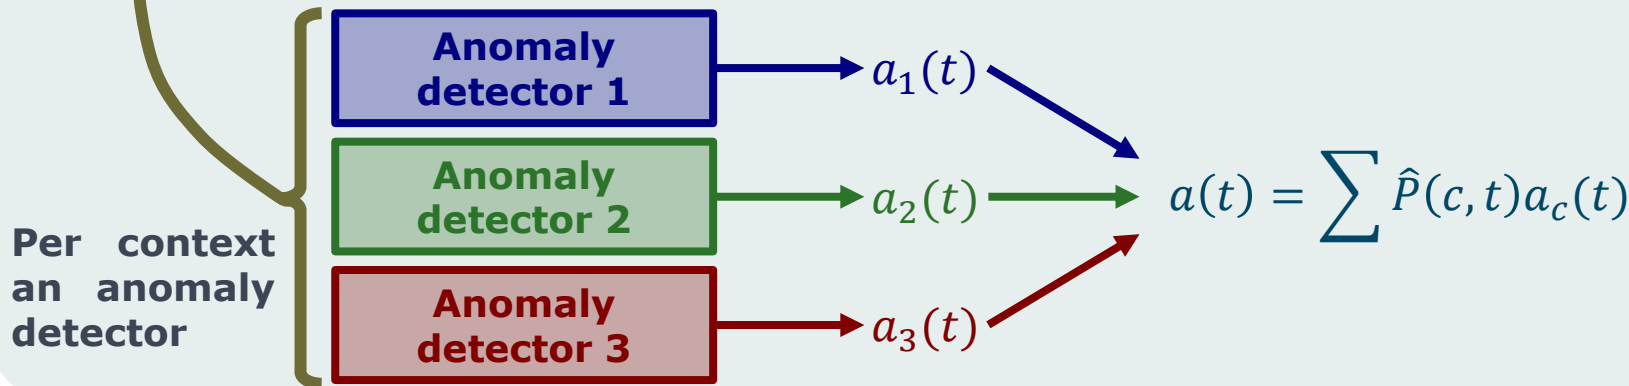 Anomaly
detector 1
a₁(t)
Anomaly
detector 2
a₂(t)
a(t) = ∑ P̂(c, t)a_c(t)
Per context
an anomaly
detector
Anomaly
detector 3
a₃(t)